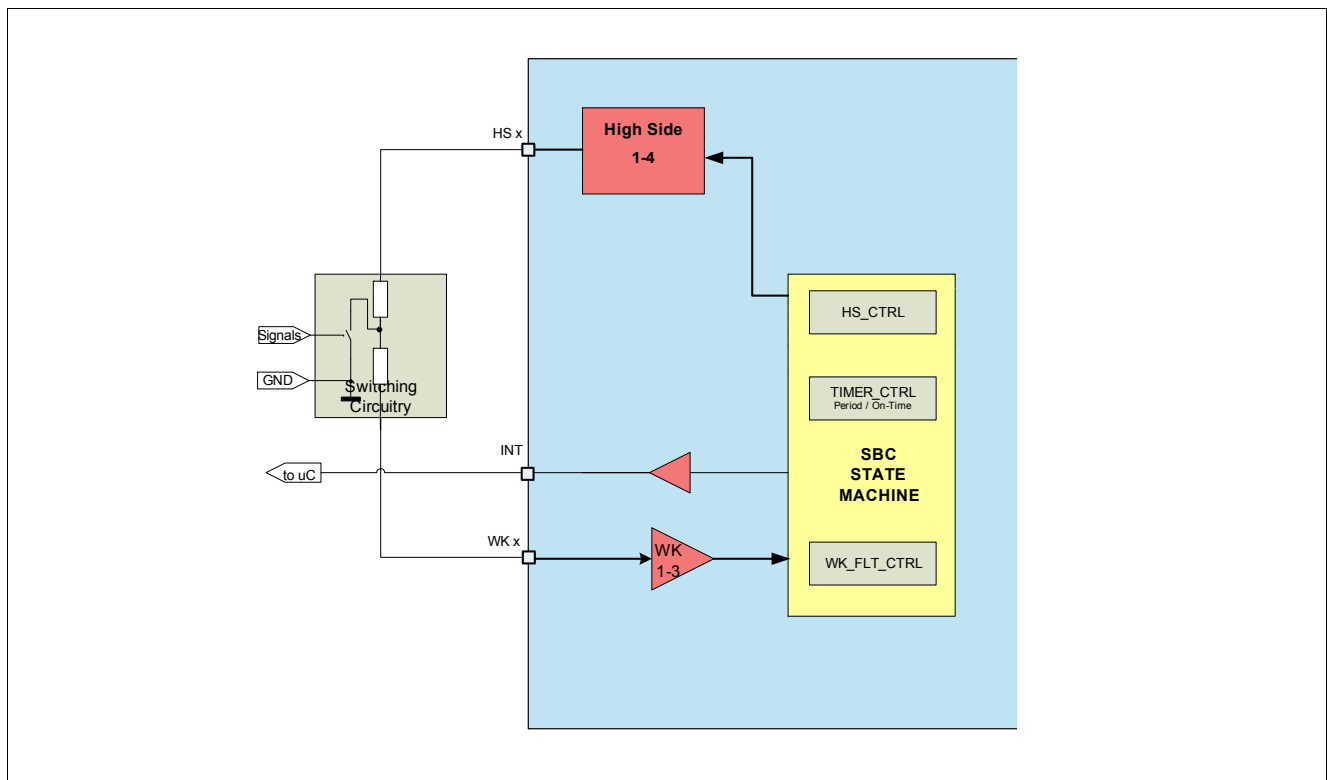 HS x
High Side
1-4
HS_CTRL
Signals
GND
Switching
Circuitry
TIMER_CTRL
Period / On-Time
SBC
STATE
MACHINE
INT
to uC
WK x
WK
1-3
WK_FLT_CTRL